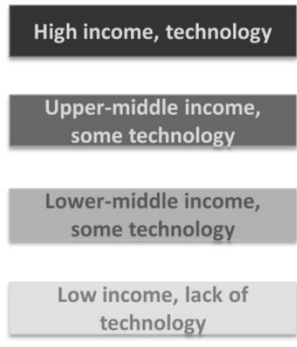 High income, technology
Upper-middle income,
some technology
Lower-middle income,
some technology
Low income, lack of
technology